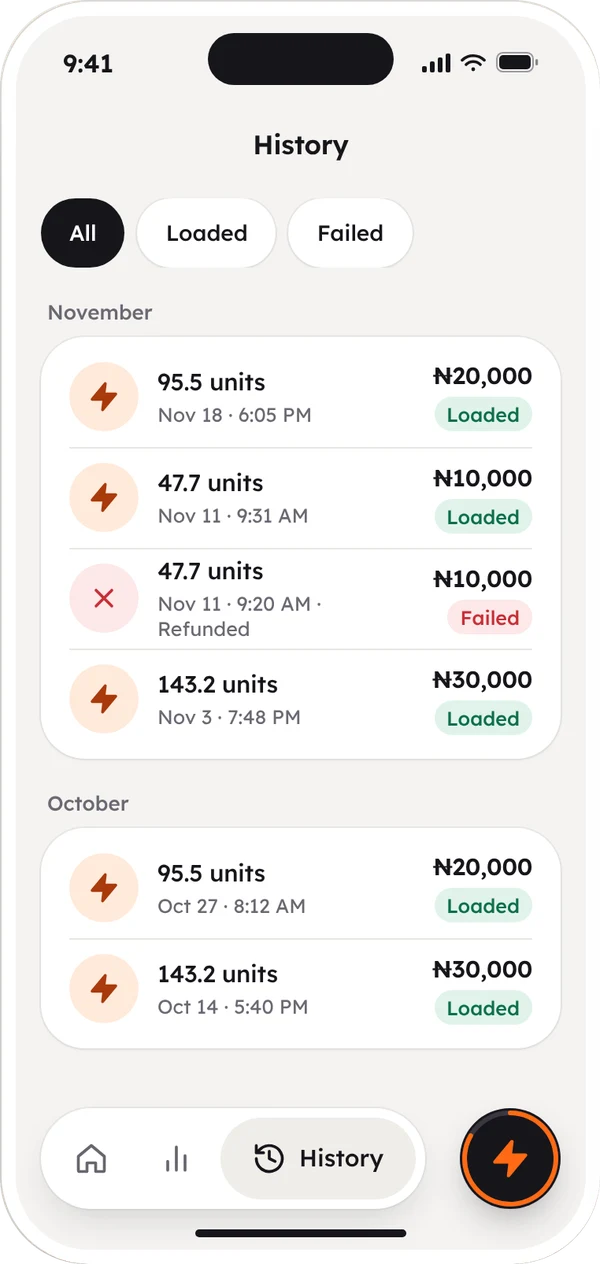 9:41
History
All
Loaded
Failed
November
95.5 units
₦20,000
Nov 18 · 6:05 PM
Loaded
47.7 units
₦10,000
Nov 11 · 9:31 AM
Loaded
47.7 units
₦10,000
Nov 11 · 9:20 AM ·
Refunded
Failed
143.2 units
₦30,000
Nov 3 · 7:48 PM
Loaded
October
95.5 units
₦20,000
Oct 27 · 8:12 AM
Loaded
143.2 units
₦30,000
Oct 14 · 5:40 PM
Loaded
History